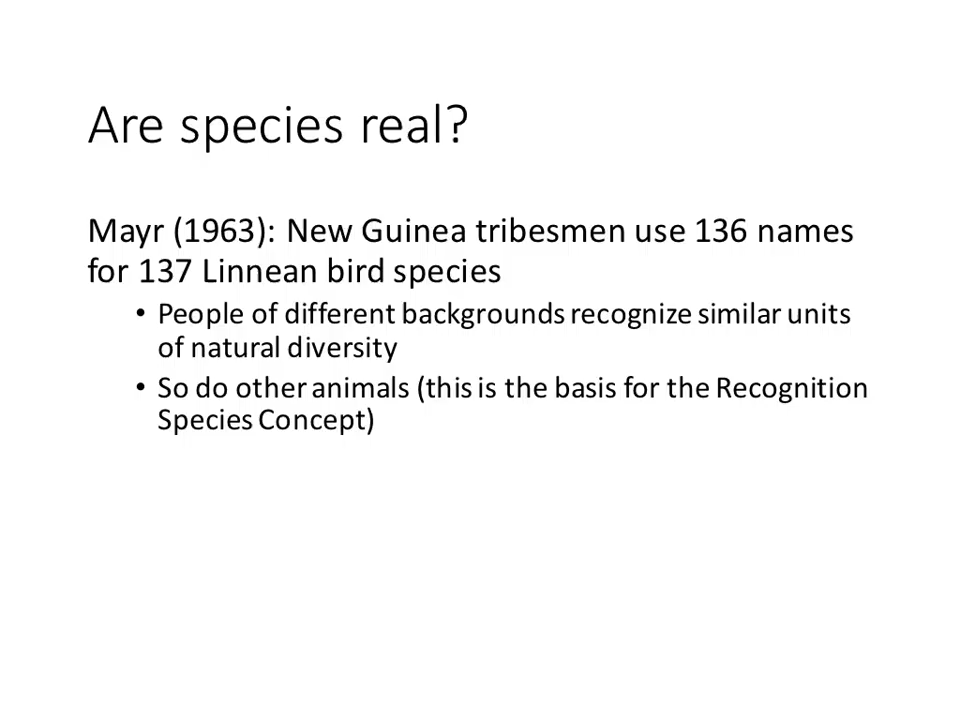 Are species real?
Mayr (1963): New Guinea tribesmen use 136 names
for 137 Linnean bird species
• People of different backgrounds recognize similar units
of natural diversity
• So do other animals (this is the basis for the Recognition
Species Concept)